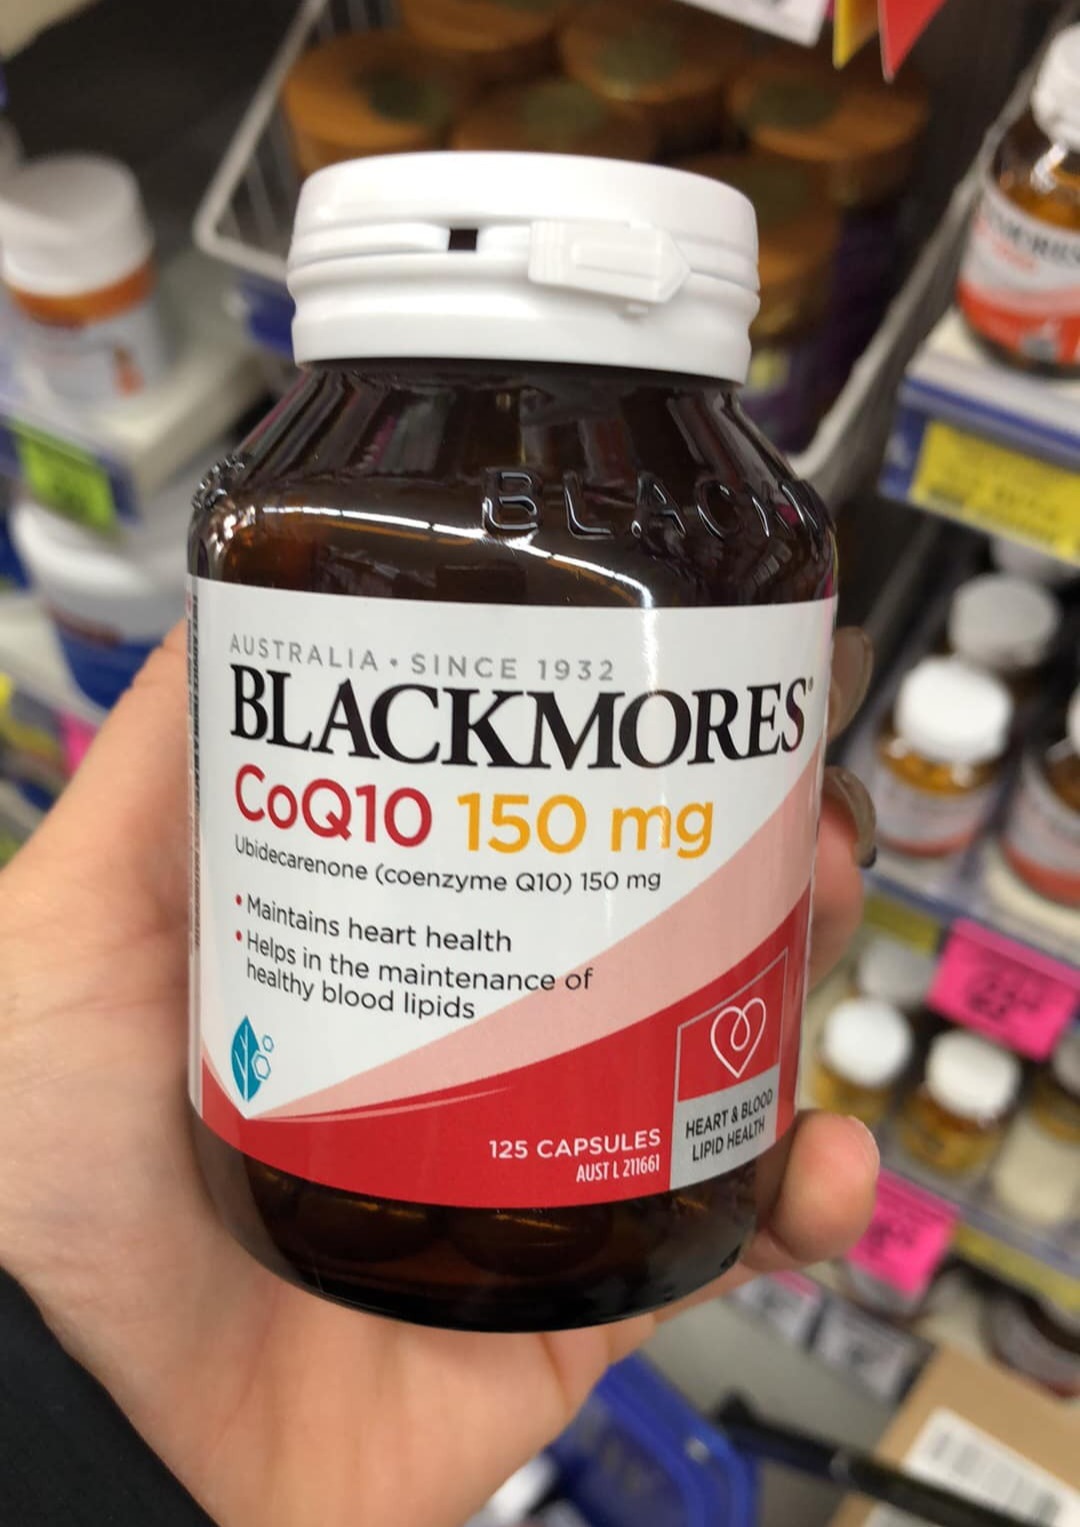 BLACKM
AUSTRALIA • SINCE 1932
BLACKMORES®
CoQ10 150 mg
Ubidecarenone (coenzyme Q10) 150 mg
• Maintains heart health
• Helps in the maintenance of
healthy blood lipids
HEART & BLOOD
LIPID HEALTH
125 CAPSULES
AUST L 211661